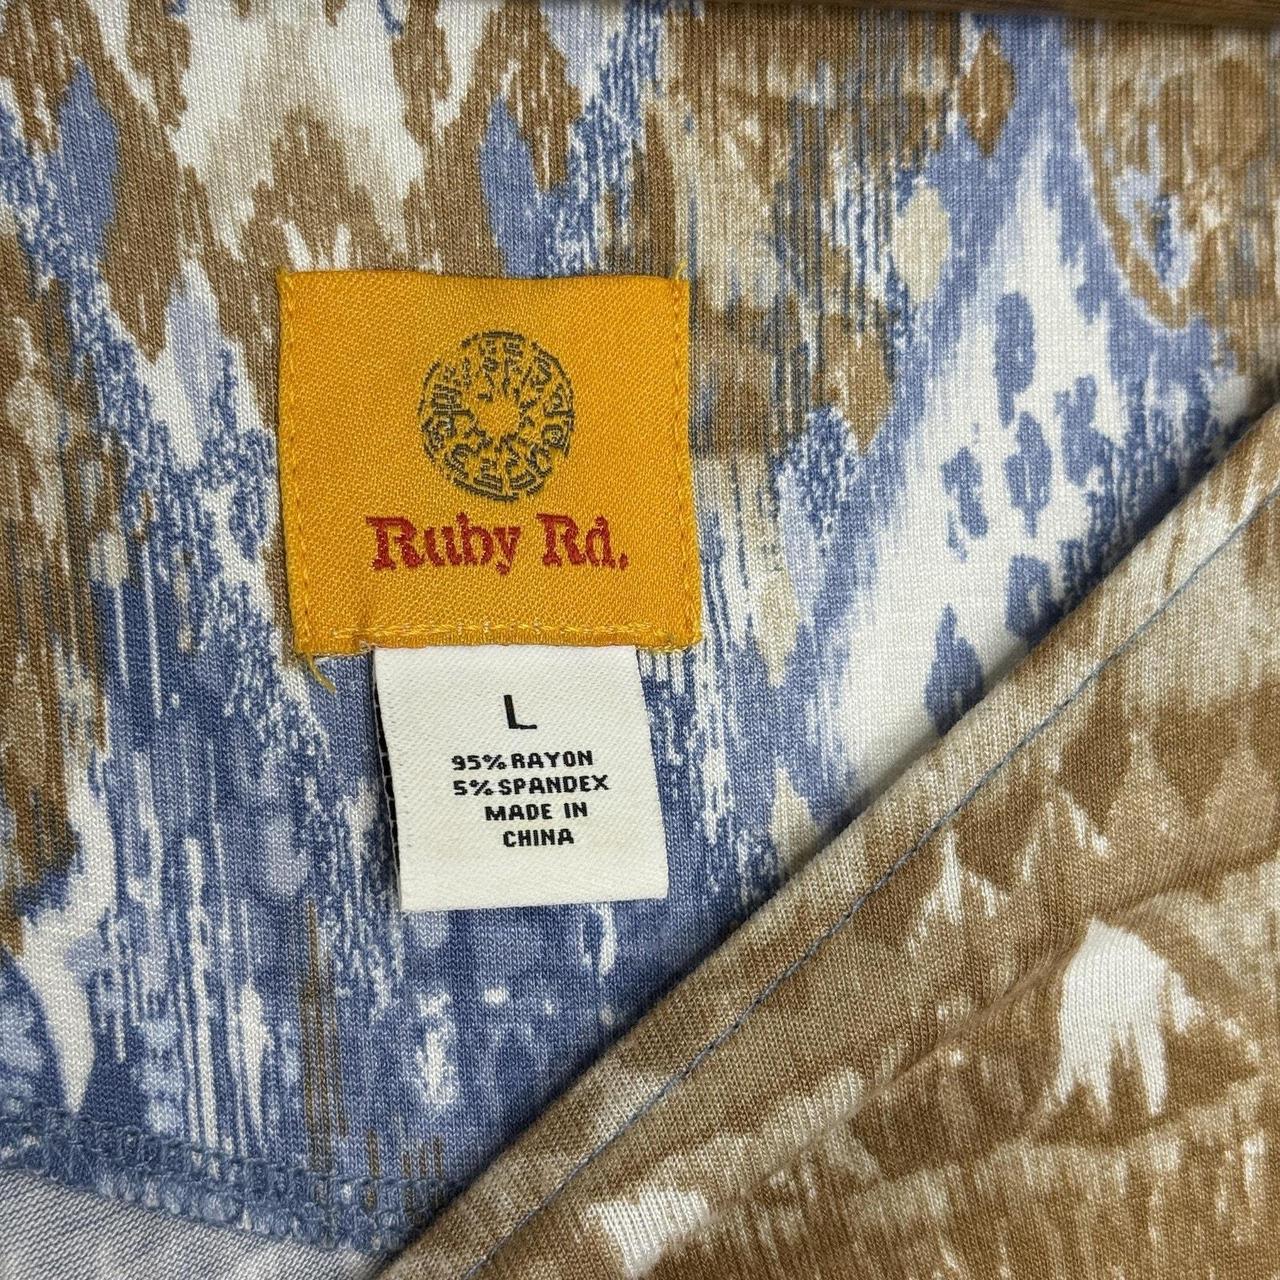 Ruby Rd.
L
95% RAYON
5% SPANDEX
MADE IN
CHINA